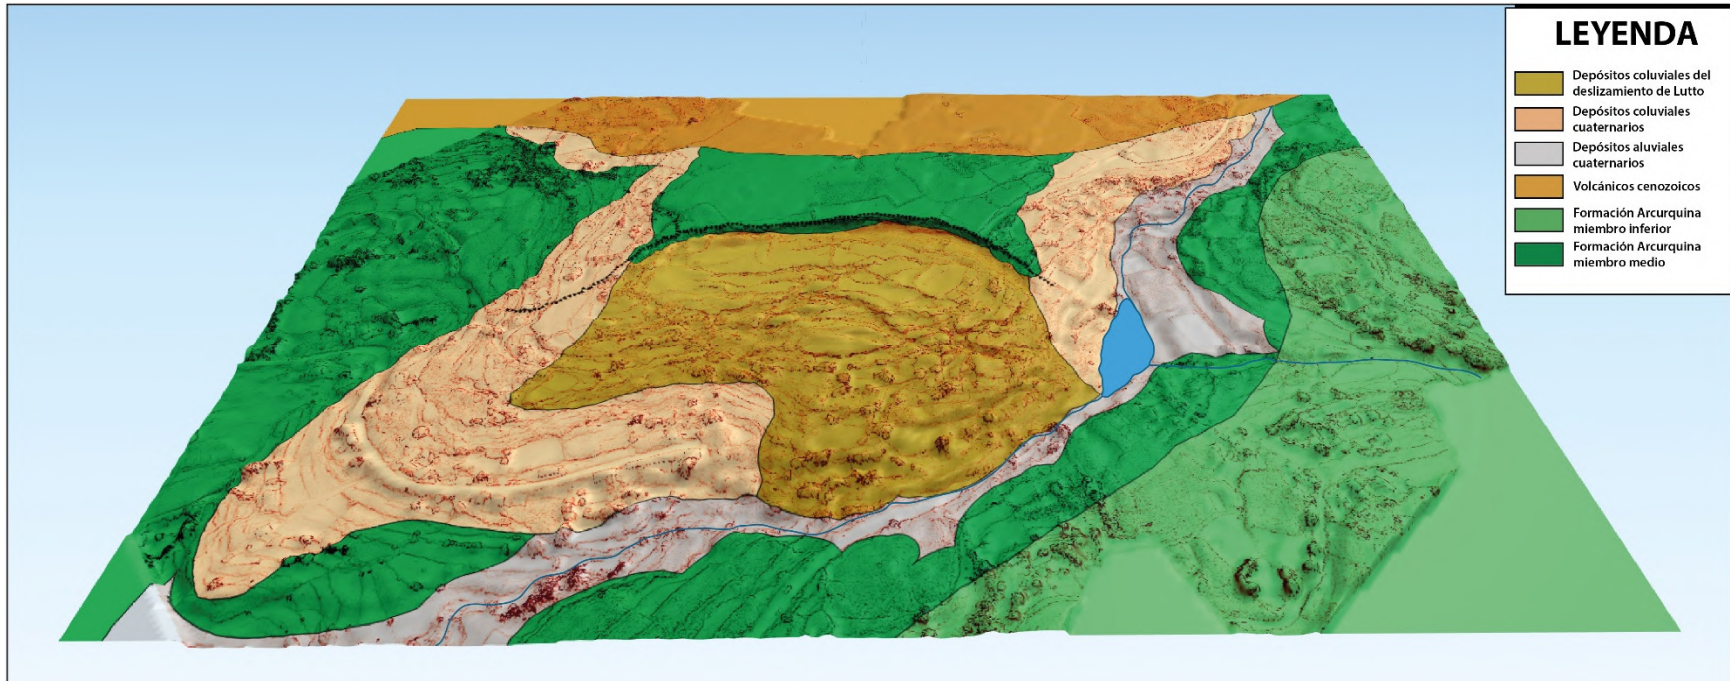 LEYENDA
Depósitos coluviales del
deslizamiento de Lutto
Depósitos coluviales
cuaternarios
Depósitos aluviales
cuaternarios
Volcánicos cenozoicos
Formación Arcurquina
miembro inferior
Formación Arcurquina
miembro medio